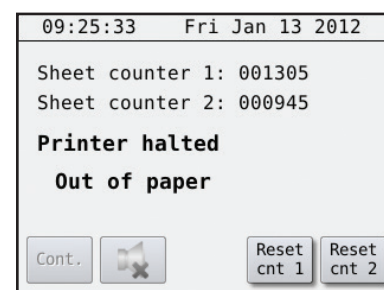 09:25:33 Fri Jan 13 2012
Sheet counter 1: 001305
Sheet counter 2: 000945
Printer halted
Out of paper
Cont.
Reset cnt 1
Reset cnt 2